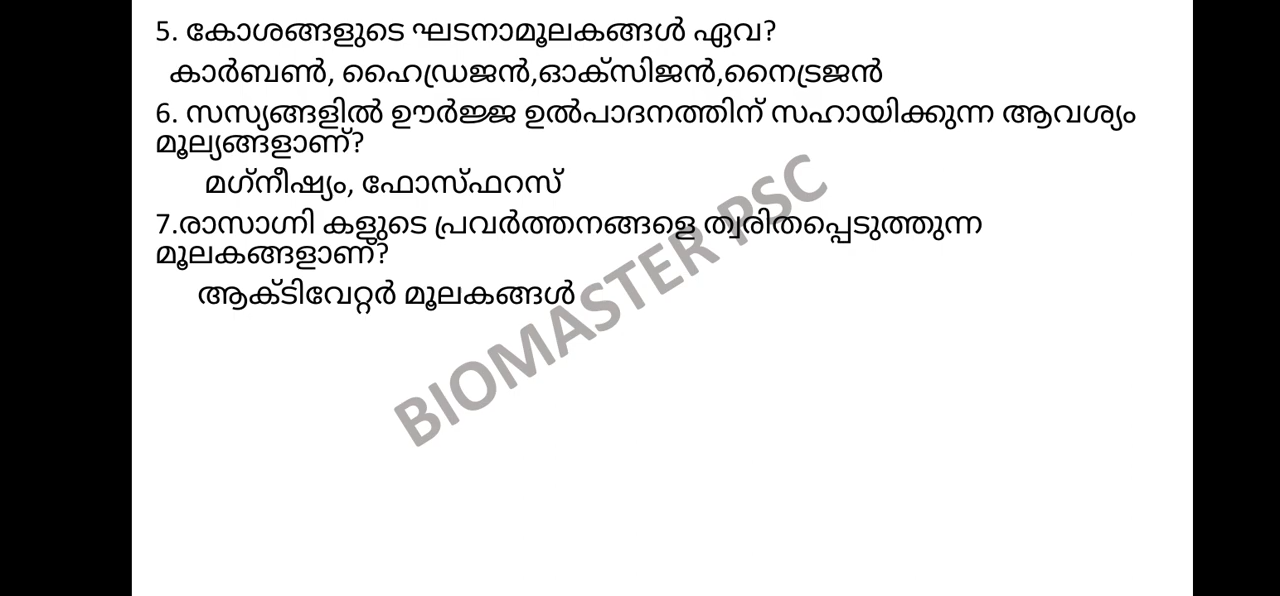 5. കോശങ്ങളുടെ ഘടനാമൂലകങ്ങൾ ഏവ?
കാർബൺ, ഹൈഡ്രജൻ,ഓക്സിജൻ,നൈട്രജൻ
6. സസ്യങ്ങളിൽ ഊർജ്ജ ഉൽപാദനത്തിന് സഹായിക്കുന്ന ആവശ്യം
മൂല്യങ്ങളാണ്?
മഗ്നീഷ്യം, ഫോസ്ഫറസ്
7.രാസാഗ്നി കളുടെ പ്രവർത്തനങ്ങളെ ത്വരിതപ്പെടുത്തുന്ന
മൂലകങ്ങളാണ്?
ആക്ടിവേറ്റർ മൂലകങ്ങൾ
BIOMASTER PSC